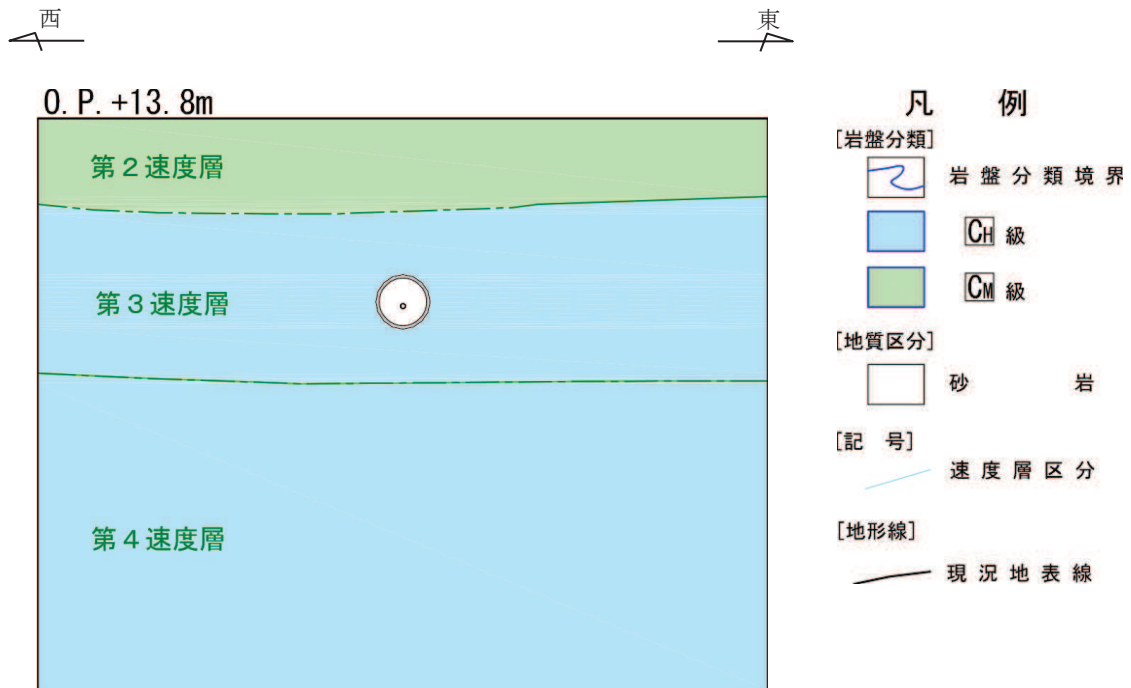 西
東
O.P.+13.8m
第2速度層
第3速度層
第4速度層
凡 例
[岩盤分類]
岩盤分類境界
CH 級
CM 級
[地質区分]
砂 岩
[記 号]
速度層区分
[地形線]
現況地表線